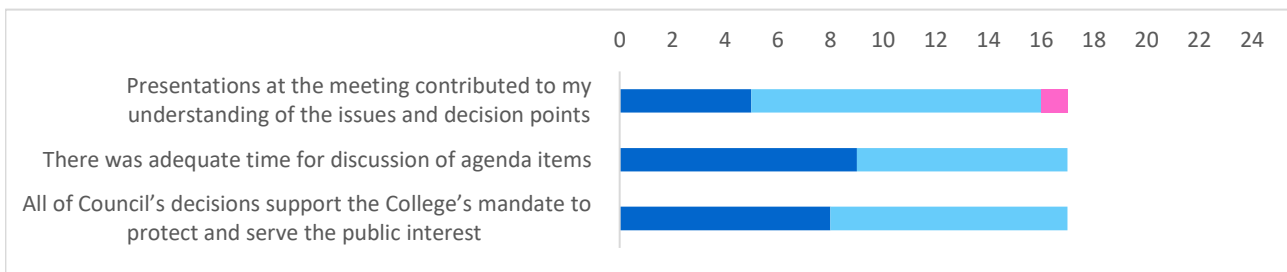 0 2 4 6 8 10 12 14 16 18 20 22 24
Presentations at the meeting contributed to my
understanding of the issues and decision points
There was adequate time for discussion of agenda items
All of Council’s decisions support the College’s mandate to
protect and serve the public interest